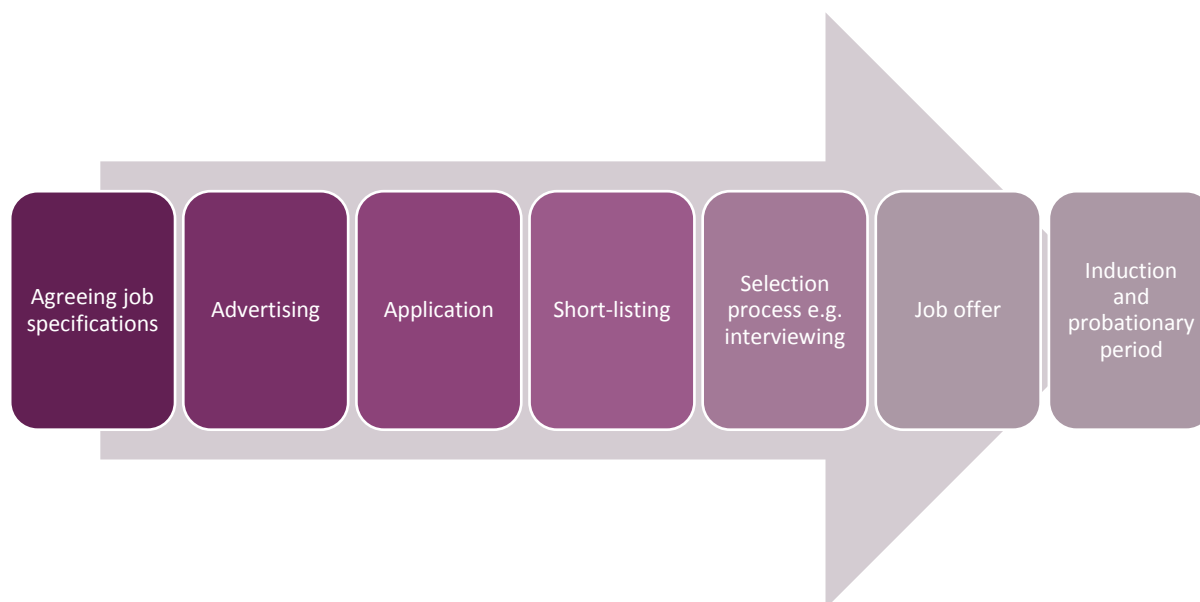 Agreeing job
specifications
Advertising
Application
Short-listing
Selection
process e.g.
interviewing
Job offer
Induction
and
probationary
period